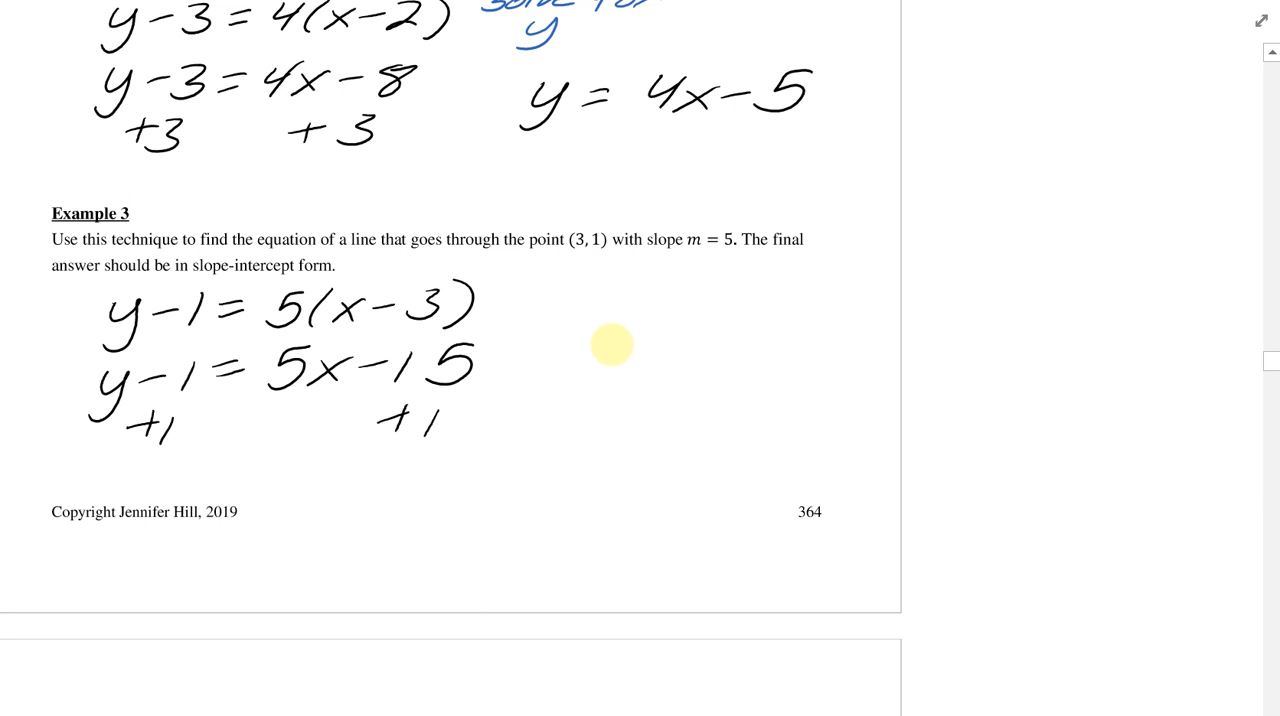 y-3=4(x-2)
y
y-3=4x-8
+3 +3
y=4x-5
Example 3
Use this technique to find the equation of a line that goes through the point (3, 1) with slope m = 5. The final
answer should be in slope-intercept form.
y-1=5(x-3)
y-1=5x-15
+1 +1
Copyright Jennifer Hill, 2019 364